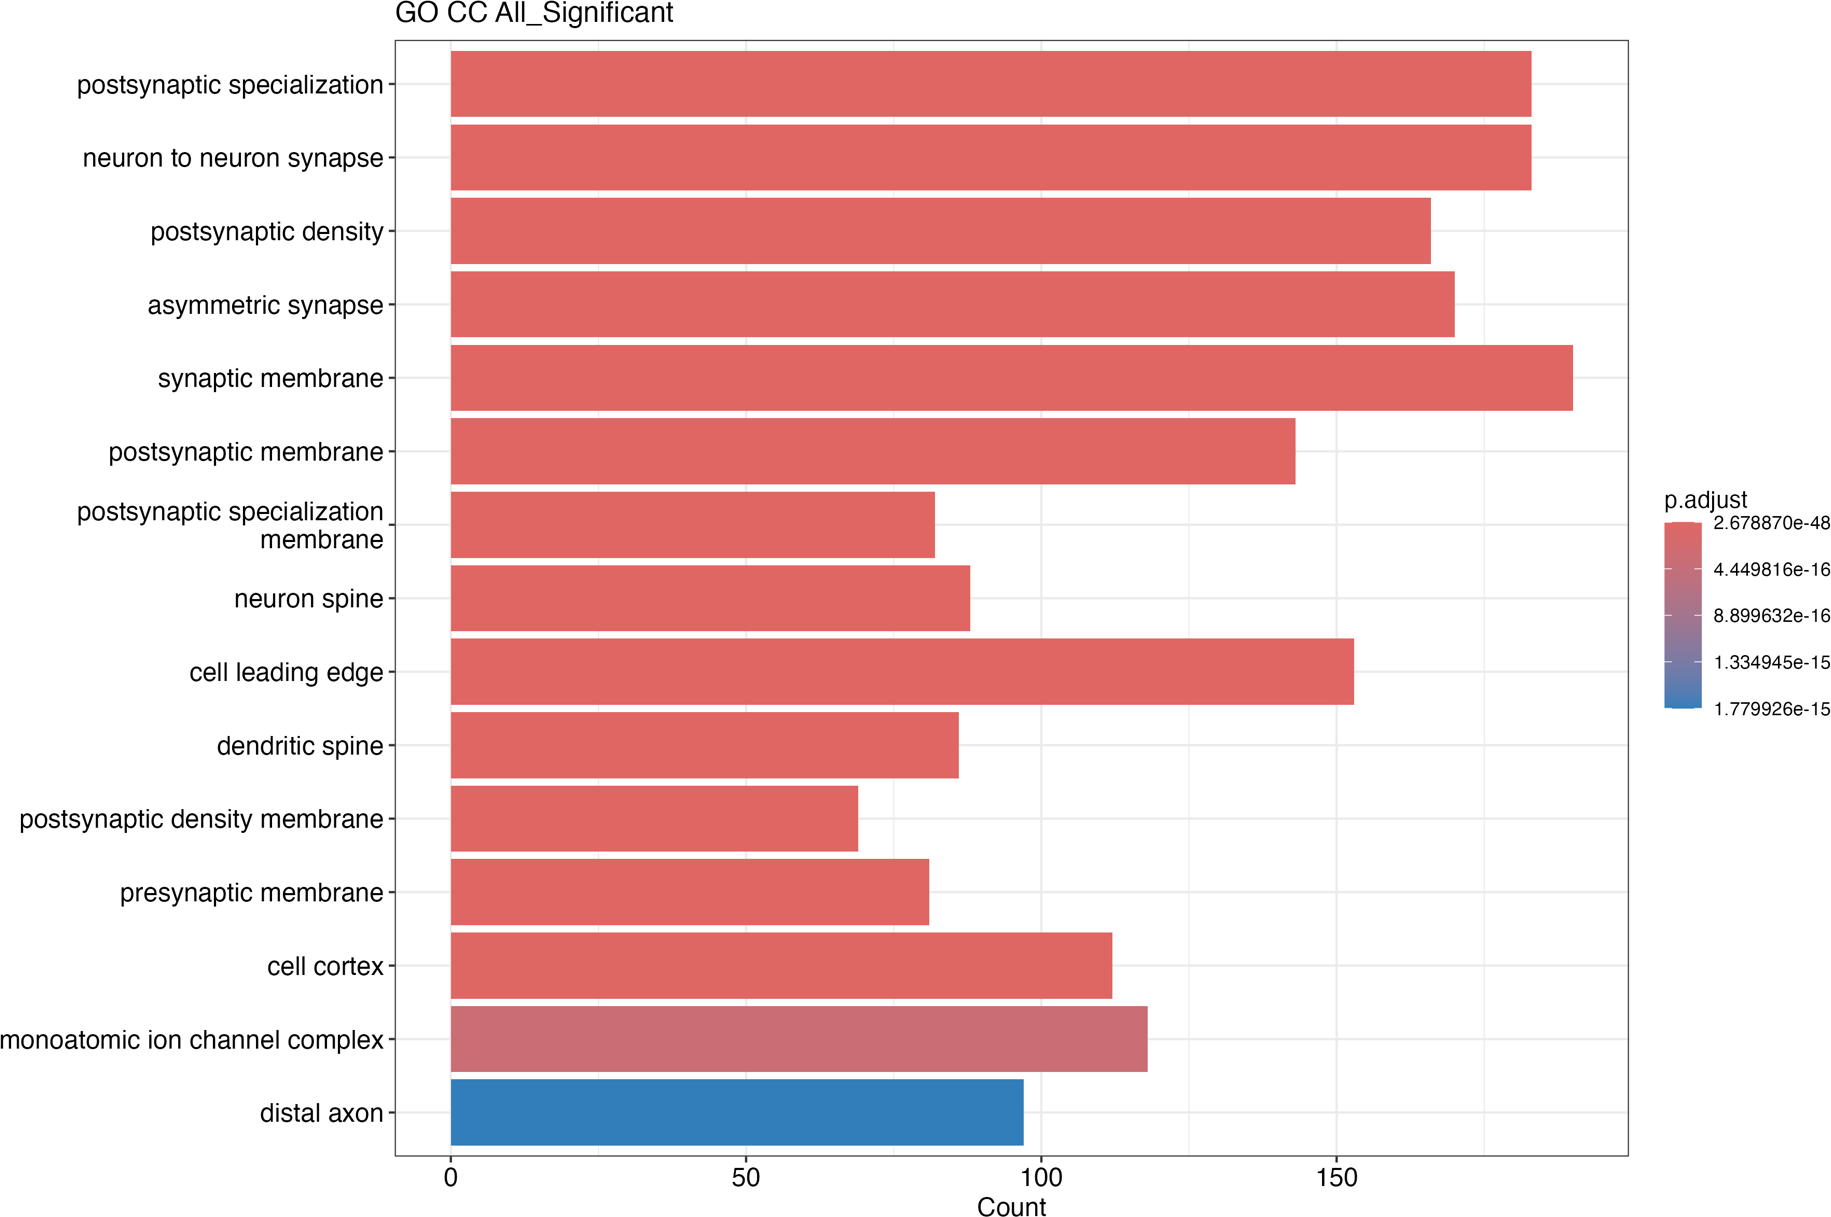 GO CC All_Significant
postsynaptic specialization
neuron to neuron synapse
postsynaptic density
asymmetric synapse
synaptic membrane
postsynaptic membrane
postsynaptic specialization
membrane
neuron spine
cell leading edge
dendritic spine
postsynaptic density membrane
presynaptic membrane
cell cortex
monoatomic ion channel complex
distal axon
0 50 100 150
Count
p.adjust
2.678870e-48
4.449816e-16
8.899632e-16
1.334945e-15
1.779926e-15